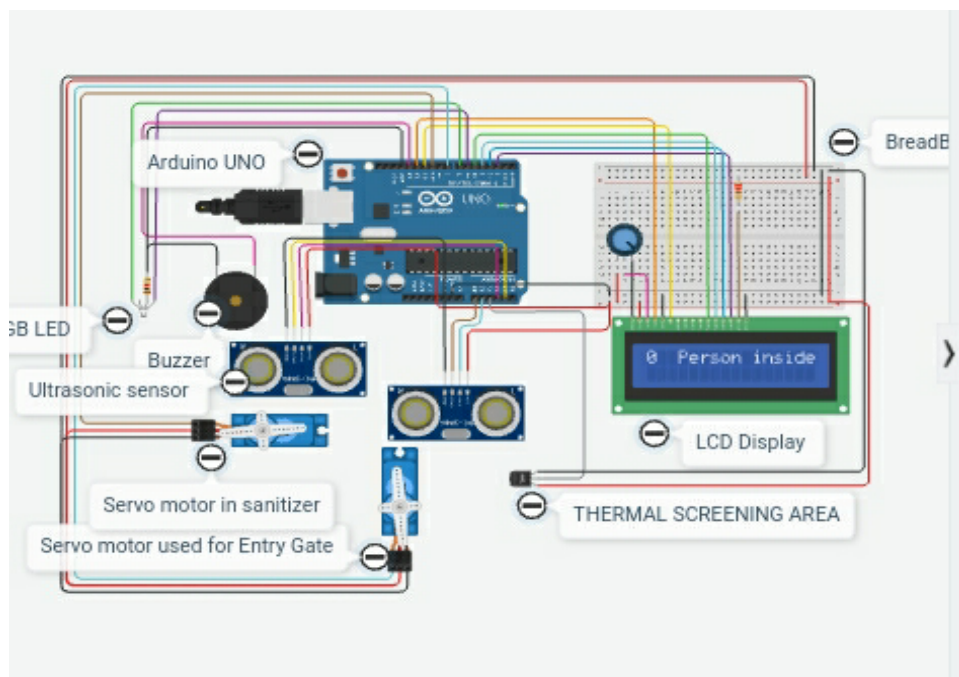 Arduino UNO
BreadB
UNO
GB LED
Buzzer
0 Person inside
Ultrasonic sensor
LCD Display
Servo motor in sanitizer
THERMAL SCREENING AREA
Servo motor used for Entry Gate